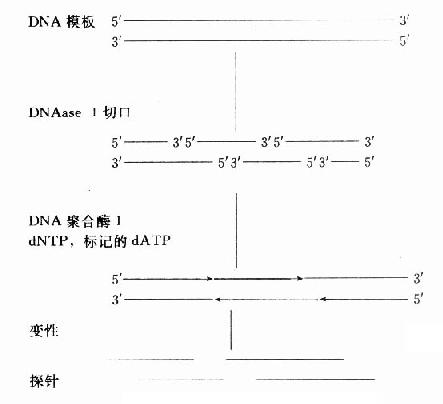 DNA 模板 5′ 3′
3′ 5′
DNAase I 切口
5′ 3′5′ 3′5′ 3′
3′ 5′3′ 5′3′ 5′
DNA 聚合酶 I
dNTP, 标记的 dATP
5′ 3′
3′ 5′
变性
探针